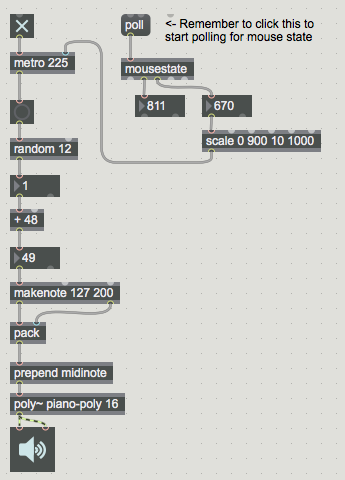 poll
<- Remember to click this to
start polling for mouse state
metro 225
mousestate
811
670
random 12
scale 0 900 10 1000
1
+ 48
49
makenote 127 200
pack
prepend midinote
poly~ piano-poly 16